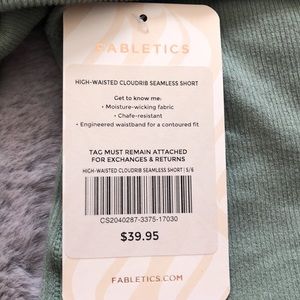 FABLETICS
HIGH-WAISTED CLOUDRIB SEAMLESS SHORT
Get to know me:
• Moisture-wicking fabric
• Chafe-resistant
• Engineered waistband for a contoured fit
TAG MUST REMAIN ATTACHED
FOR EXCHANGES & RETURNS
HIGH-WAISTED CLOUDRIB SEAMLESS SHORT | S/6
CS2040287-3375-17030
$39.95
FABLETICS.COM